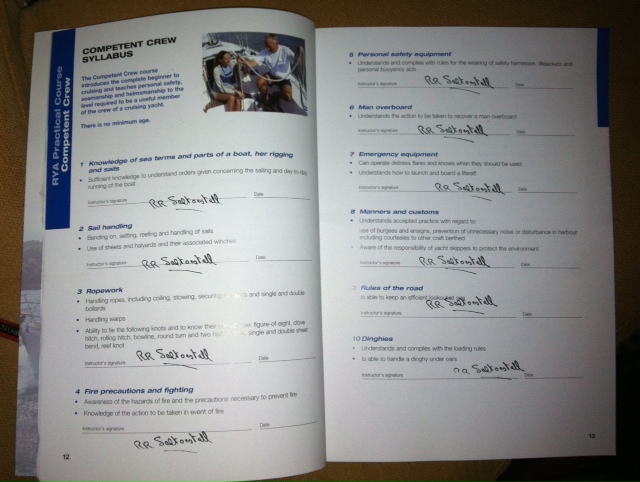 RYA Practical Course
Competent Crew
COMPETENT CREW
SYLLABUS
The Competent Crew course
introduces the complete beginner to
cruising and teaches personal safety,
seamanship and helmsmanship to the
level required to be a useful member
of the crew of a cruising yacht.
There is no minimum age.
1 Knowledge of sea terms and parts of a boat, her rigging
and sails
• Sufficient knowledge to understand orders given concerning the sailing and day-to-day
running of the boat
Instructor's signature Date
2 Sail handling
• Bending on, setting, reefing and handling of sails
• Use of sheets and halyards and their associated winches
Instructor's signature Date
3 Ropework
• Handling ropes, including coiling, stowing, securing and single and double
bollards
• Handling warps
• Ability to tie the following knots and to know their figure-of-eight, clove
hitch, rolling hitch, bowline, round turn and two single and double sheet
bend, reef knot
Instructor's signature Date
4 Fire precautions and fighting
• Awareness of the hazards of fire and the precautions necessary to prevent fire
• Knowledge of the action to be taken in event of fire
Instructor's signature Date
12
5 Personal safety equipment
• Understands and complies with rules for the wearing of safety harnesses, lifejackets and
personal buoyancy aids
Instructor's signature Date
6 Man overboard
• Understands the action to be taken to recover a man overboard
Instructor's signature Date
7 Emergency equipment
• Can operate distress flares and knows when they should be used
• Understands how to launch and board a liferaft
Instructor's signature Date
8 Manners and customs
• Understands accepted practice with regard to:
use of burgees and ensigns, prevention of unnecessary noise or disturbance in harbour
including courtesies to other craft berthed
• Aware of the responsibility of yacht skippers to protect the environment
Instructor's signature Date
Rules of the road
Is able to keep an efficient lookout
Instructor's signature Date
10 Dinghies
• Understands and complies with the loading rules
• Is able to handle a dinghy under oars
Instructor's signature Date
13